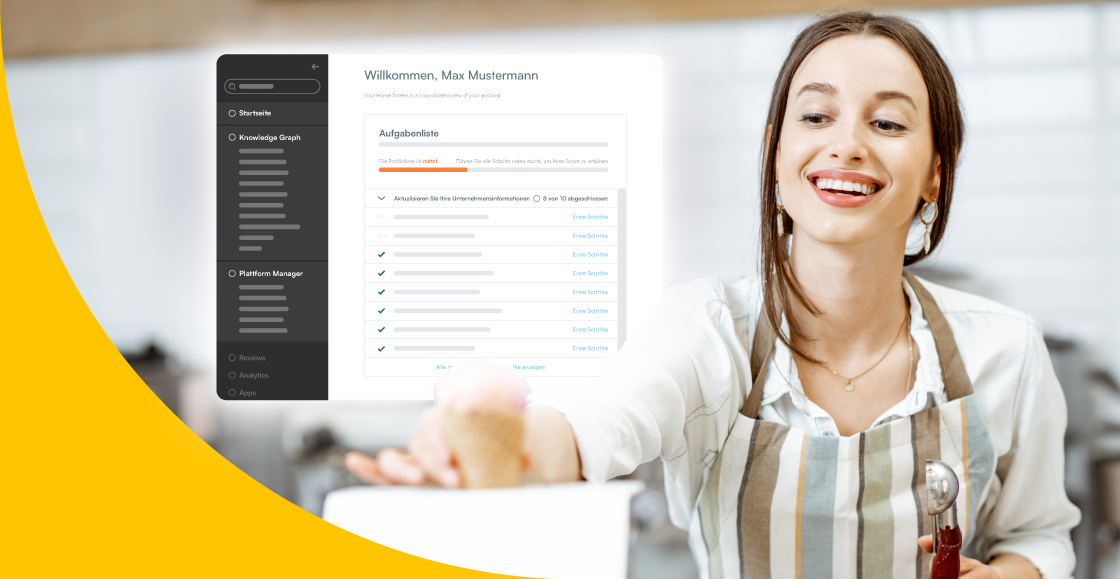 Willkommen, Max Mustermann
Your Home Screen is a consolidated view of your account.
Startseite
Knowledge Graph
Aufgabenliste
Die Profilstärke ist mittel
Führen Sie alle Schritte unten durch, um Ihres Score zu erhöhen
Aktualisieren Sie Ihre Unternehmensinformationen
8 von 10 abgeschlossen
Erste Schritte
Erste Schritte
Erste Schritte
Erste Schritte
Erste Schritte
Erste Schritte
Erste Schritte
Erste Schritte
Plattform Manager
Reviews
Analytics
Apps
Alle
anzeigen